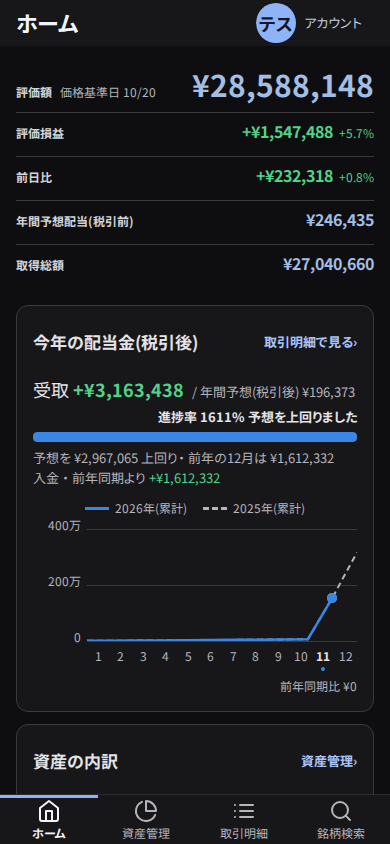 ホーム
テス アカウント
評価額 価格基準日 10/20 ¥28,588,148
評価損益 +¥1,547,488 +5.7%
前日比 +¥232,318 +0.8%
年間予想配当(税引前) ¥246,435
取得総額 ¥27,040,660
今年の配当金(税引後) 取引明細で見る›
受取 +¥3,163,438 / 年間予想(税引後) ¥196,373
進捗率 1611% 予想を上回りました
予想を ¥2,967,065 上回り・前年の12月は ¥1,612,332
入金・前年同期より +¥1,612,332
2026年(累計) 2025年(累計)
400万
200万
0
1 2 3 4 5 6 7 8 9 10 11 12
前年同期比 ¥0
資産の内訳 資産管理›
ホーム 資産管理 取引明細 銘柄検索